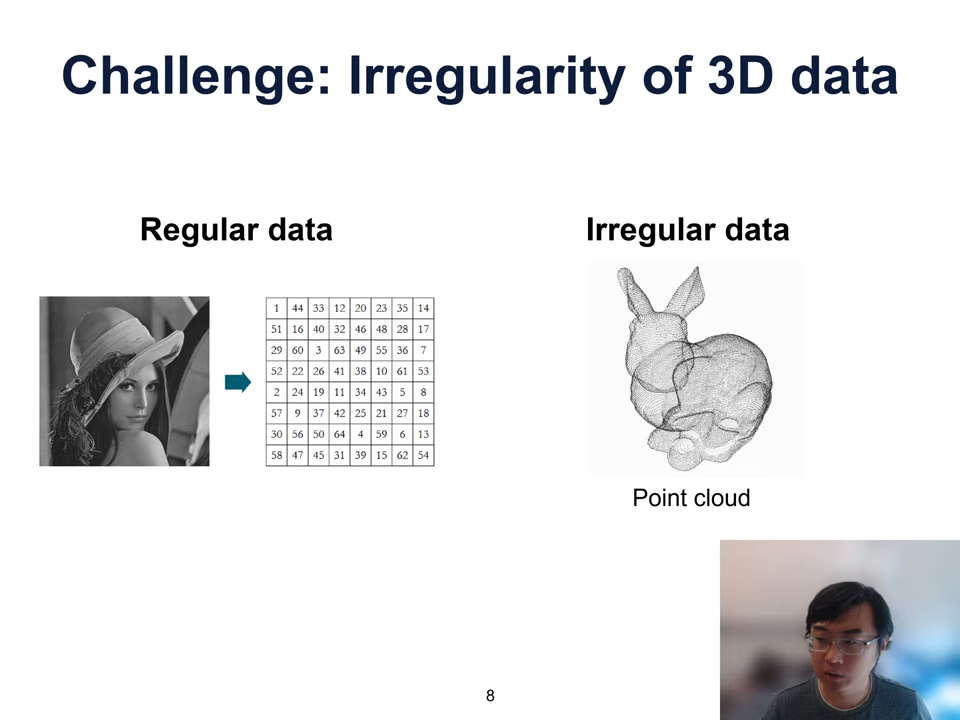 Challenge: Irregularity of 3D data
Regular data
Irregular data
1 44 33 12 20 23 35 14
51 16 40 32 46 48 28 17
29 60 3 63 49 55 36 7
52 22 26 41 38 10 61 53
2 24 19 11 34 43 5 8
57 9 37 42 25 21 27 18
30 56 50 64 4 59 6 13
58 47 45 31 39 15 62 54
Point cloud
8